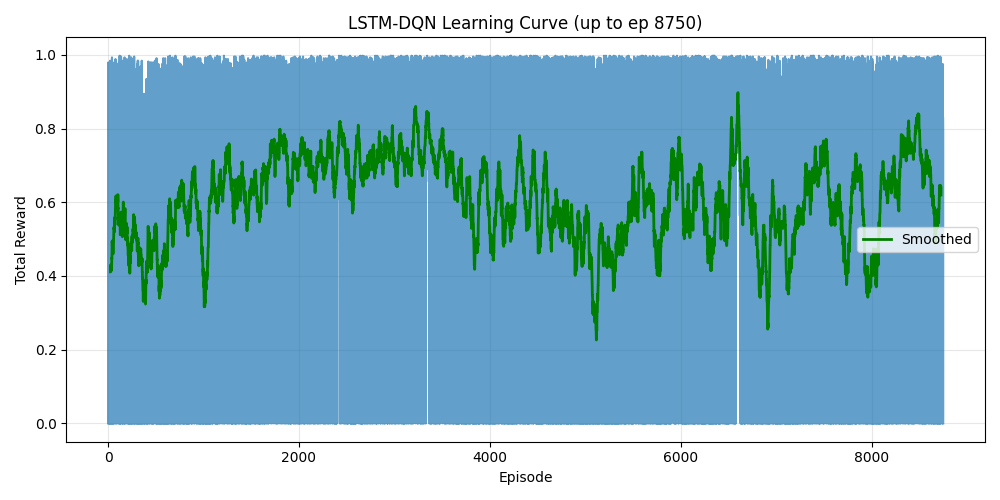 LSTM-DQN Learning Curve (up to ep 8750)
1.0
0.8
0.6
0.4
0.2
0.0
Total Reward
Smoothed
0 2000 4000 6000 8000
Episode